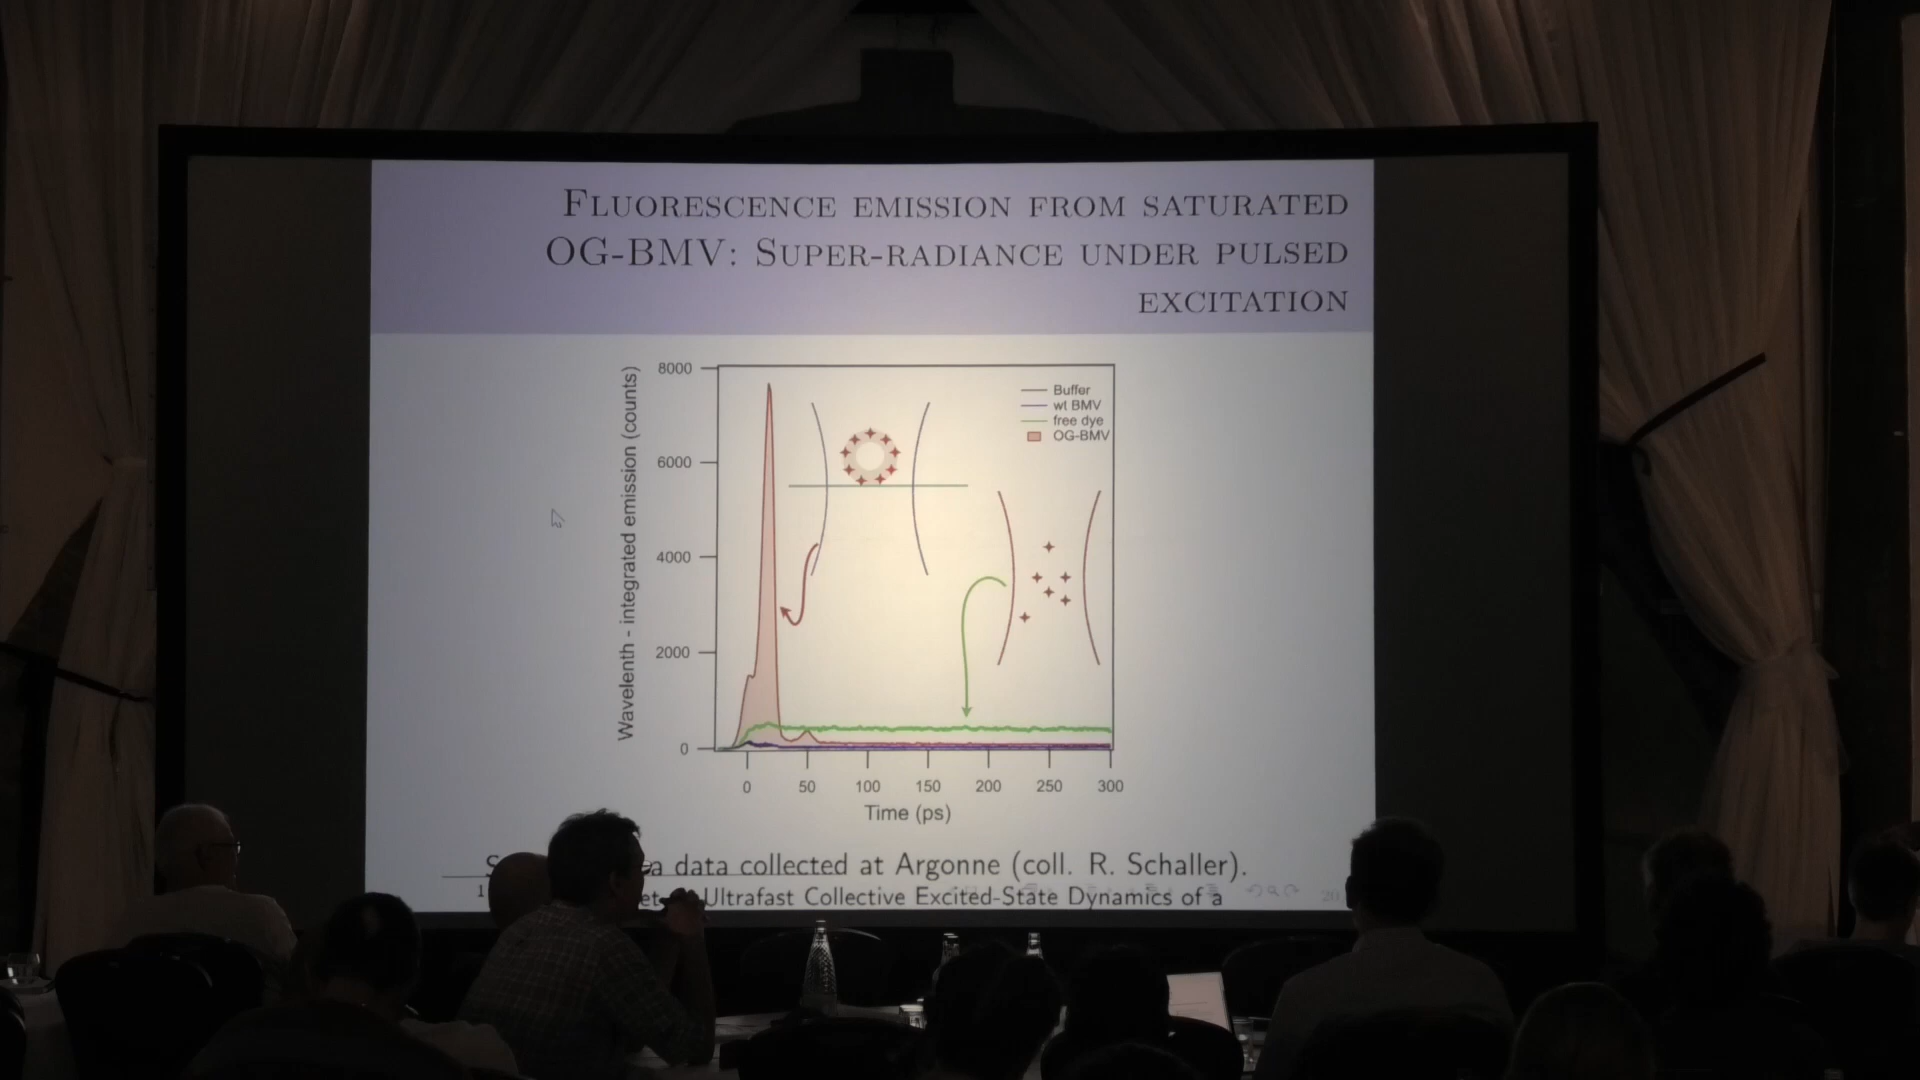 FLUORESCENCE EMISSION FROM SATURATED
OG-BMV: SUPER-RADIANCE UNDER PULSED
EXCITATION
Wavelenth - integrated emission (counts)
8000
6000
4000
2000
0
Buffer
wt BMV
free dye
OG-BMV
0 50 100 150 200 250 300
Time (ps)
data collected at Argonne (coll. R. Schaller).
Ultrafast Collective Excited-State Dynamics of a